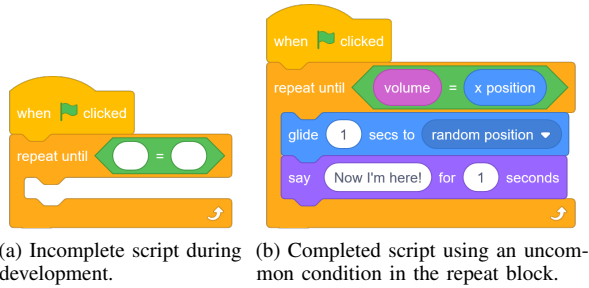 when clicked
repeat until =
when clicked
repeat until volume = x position
glide 1 secs to random position
say Now I'm here! for 1 seconds
(a) Incomplete script during
development.
(b) Completed script using an uncom-
mon condition in the repeat block.